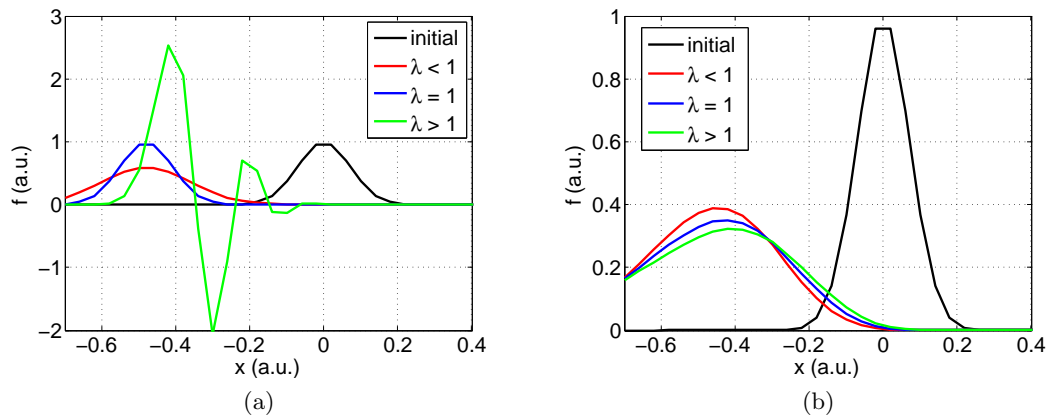 3
2
1
0
−1
−2
f (a.u.)
−0.6 −0.4 −0.2 0 0.2 0.4
x (a.u.)
initial
λ < 1
λ = 1
λ > 1
(a)
1
0.8
0.6
0.4
0.2
0
f (a.u.)
−0.6 −0.4 −0.2 0 0.2 0.4
x (a.u.)
initial
λ < 1
λ = 1
λ > 1
(b)